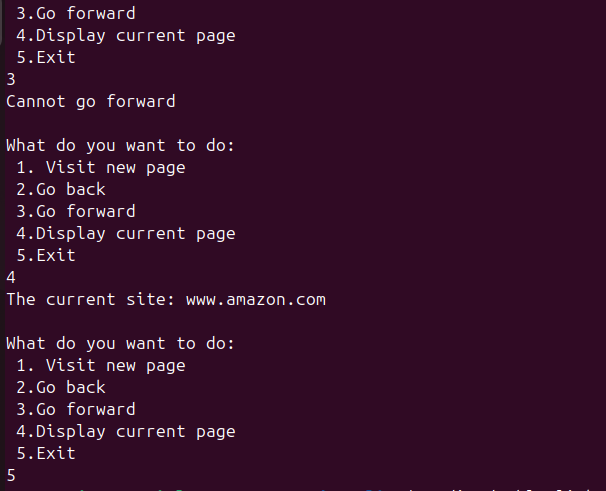 3.Go forward
4.Display current page
5.Exit
3
Cannot go forward
What do you want to do:
1. Visit new page
2.Go back
3.Go forward
4.Display current page
5.Exit
4
The current site: www.amazon.com
What do you want to do:
1. Visit new page
2.Go back
3.Go forward
4.Display current page
5.Exit
5